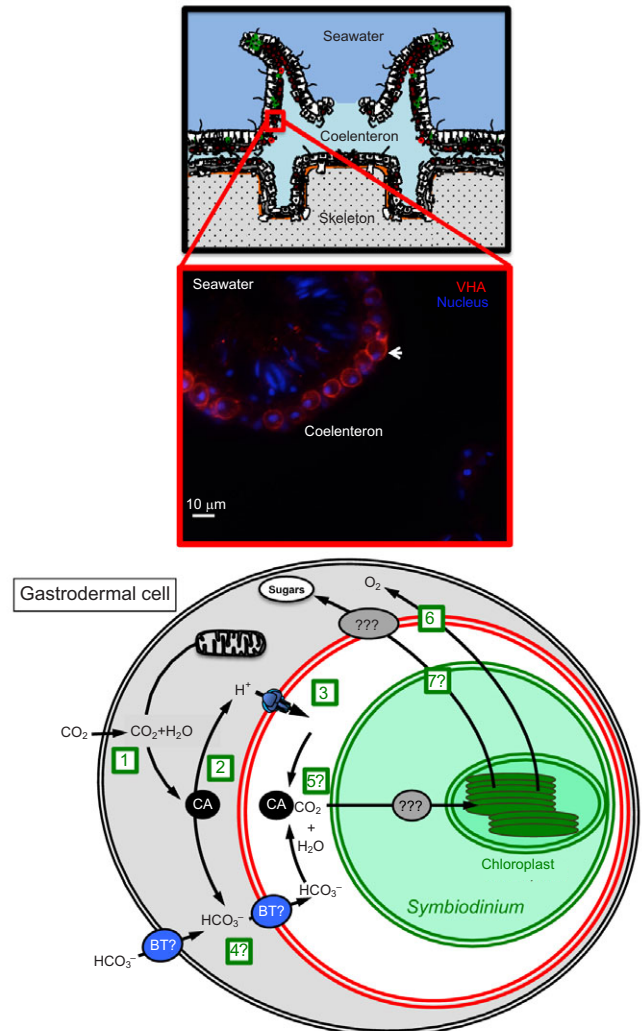 Seawater
Coelenteron
Skeleton
Seawater
VHA
Nucleus
Coelenteron
10 μm
Gastrodermal cell
Sugars
O₂
???
6
7?
H⁺
3
CO₂
CO₂+H₂O
1
2
5?
CA
CA
CO₂
+
H₂O
???
Chloroplast
HCO₃⁻
Symbiodinium
HCO₃⁻
BT?
BT?
4?
HCO₃⁻